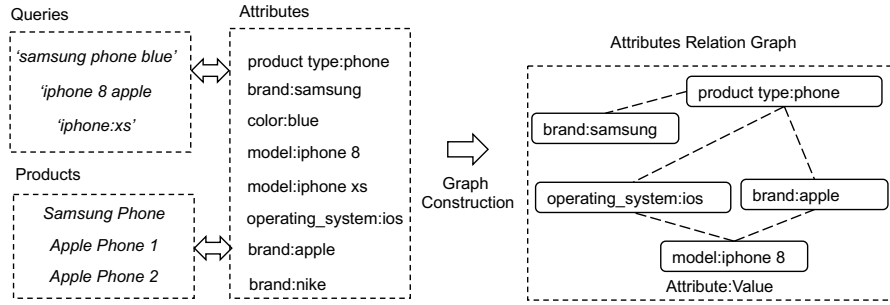 Queries
'samsung phone blue'
'iphone 8 apple
'iphone:xs'
Products
Samsung Phone
Apple Phone 1
Apple Phone 2
Attributes
product type:phone
brand:samsung
color:blue
model:iphone 8
model:iphone xs
operating_system:ios
brand:apple
brand:nike
Graph
Construction
Attributes Relation Graph
product type:phone
brand:samsung
operating_system:ios
brand:apple
model:iphone 8
Attribute:Value